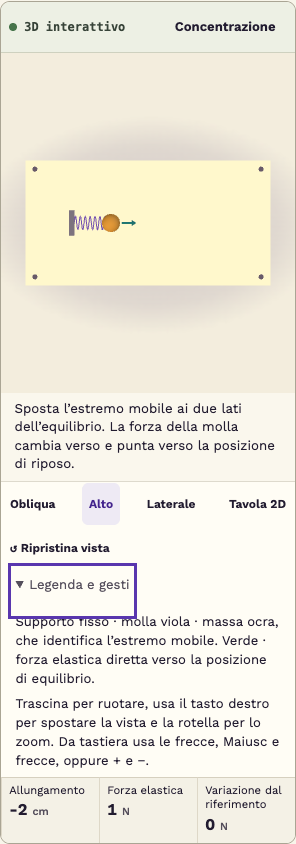 3D interattivo
Concentrazione
Sposta l’estremo mobile ai due lati
dell’equilibrio. La forza della molla
cambia verso e punta verso la posizione
di riposo.
Obliqua
Alto
Laterale
Tavola 2D
↺ Ripristina vista
▼ Legenda e gesti
Supporto fisso · molla viola · massa ocra,
che identifica l’estremo mobile. Verde ·
forza elastica diretta verso la posizione
di equilibrio.
Trascina per ruotare, usa il tasto destro
per spostare la vista e la rotella per lo
zoom. Da tastiera usa le frecce, Maiusc e
frecce, oppure + e −.
Allungamento
-2 cm
Forza elastica
1 N
Variazione dal
riferimento
0 N